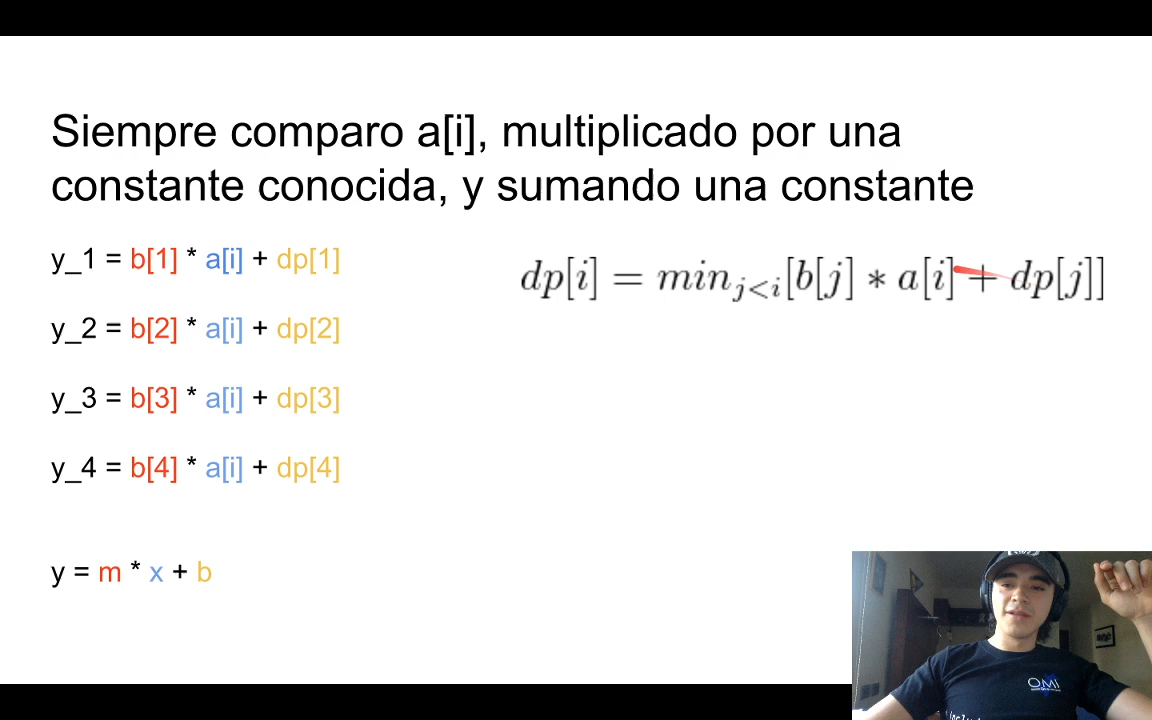 Siempre comparo a[i], multiplicado por una
constante conocida, y sumando una constante
y_1 = b[1] * a[i] + dp[1]
dp[i] = min_{j<i}[b[j] * a[i] + dp[j]]
y_2 = b[2] * a[i] + dp[2]
y_3 = b[3] * a[i] + dp[3]
y_4 = b[4] * a[i] + dp[4]
y = m * x + b
OMI